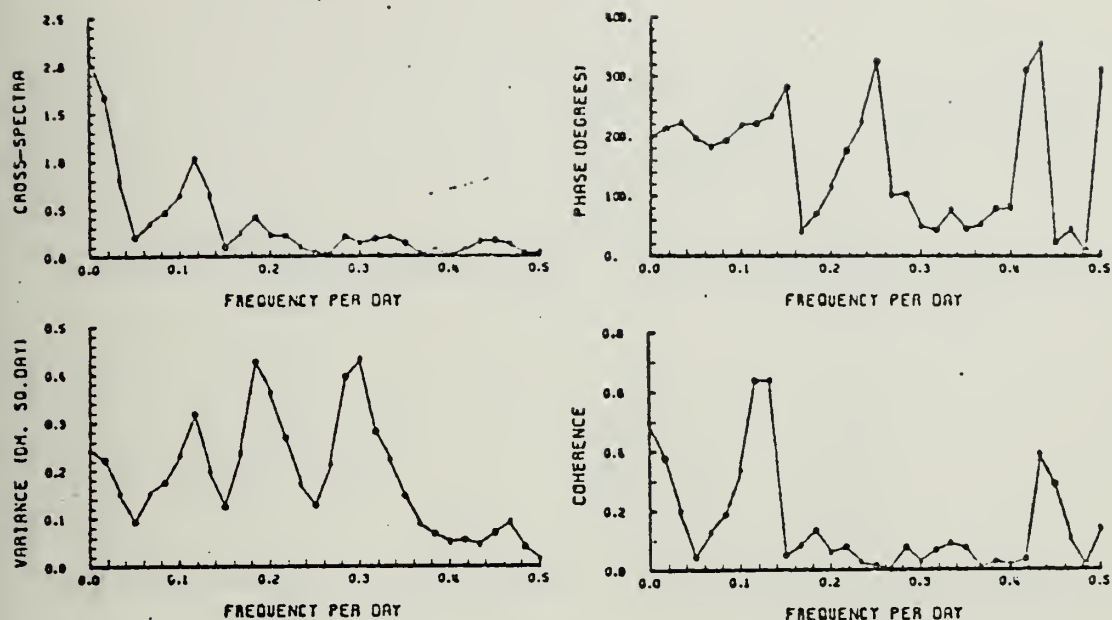 2.5
2.0
1.5
1.0
0.5
0.0
CROSS-SPECTRA
0.0 0.1 0.2 0.3 0.4 0.5
FREQUENCY PER DAY
400.
300.
200.
100.
0.
PHASE (DEGREES)
0.0 0.1 0.2 0.3 0.4 0.5
FREQUENCY PER DAY
0.5
0.4
0.3
0.2
0.1
0.0
VARIANCE (DM. SQ.DAY)
0.0 0.1 0.2 0.3 0.4 0.5
FREQUENCY PER DAY
0.8
0.6
0.4
0.2
0.0
COHERENCE
0.0 0.1 0.2 0.3 0.4 0.5
FREQUENCY PER DAY